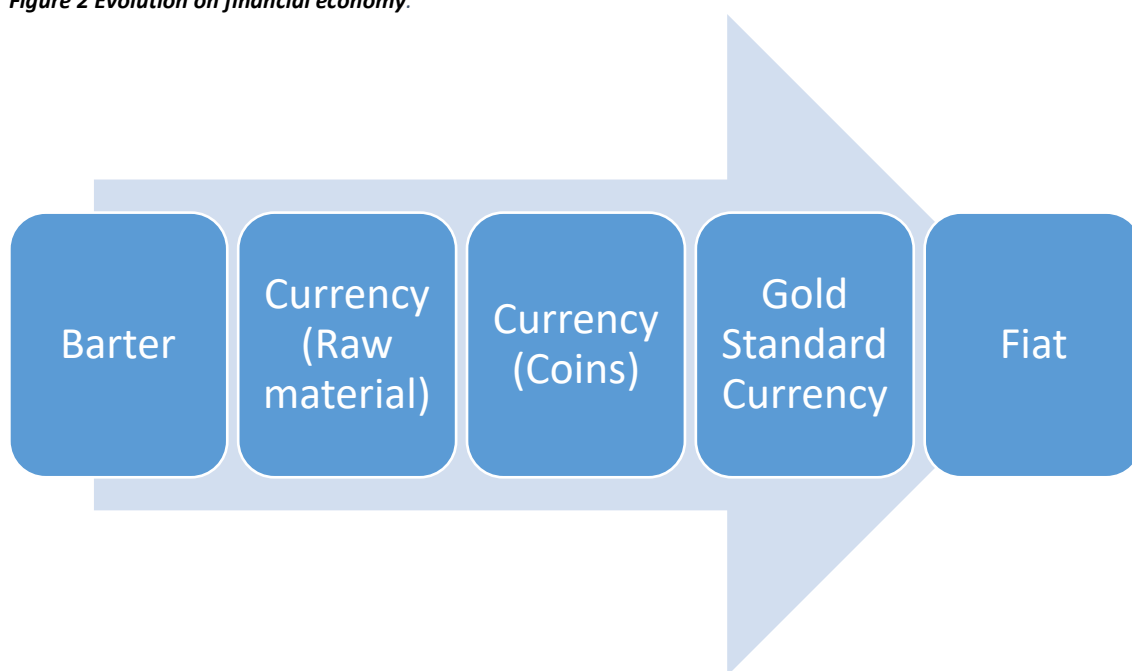 Figure 2 Evolution on financial economy.
Barter
Currency
(Raw
material)
Currency
(Coins)
Gold
Standard
Currency
Fiat